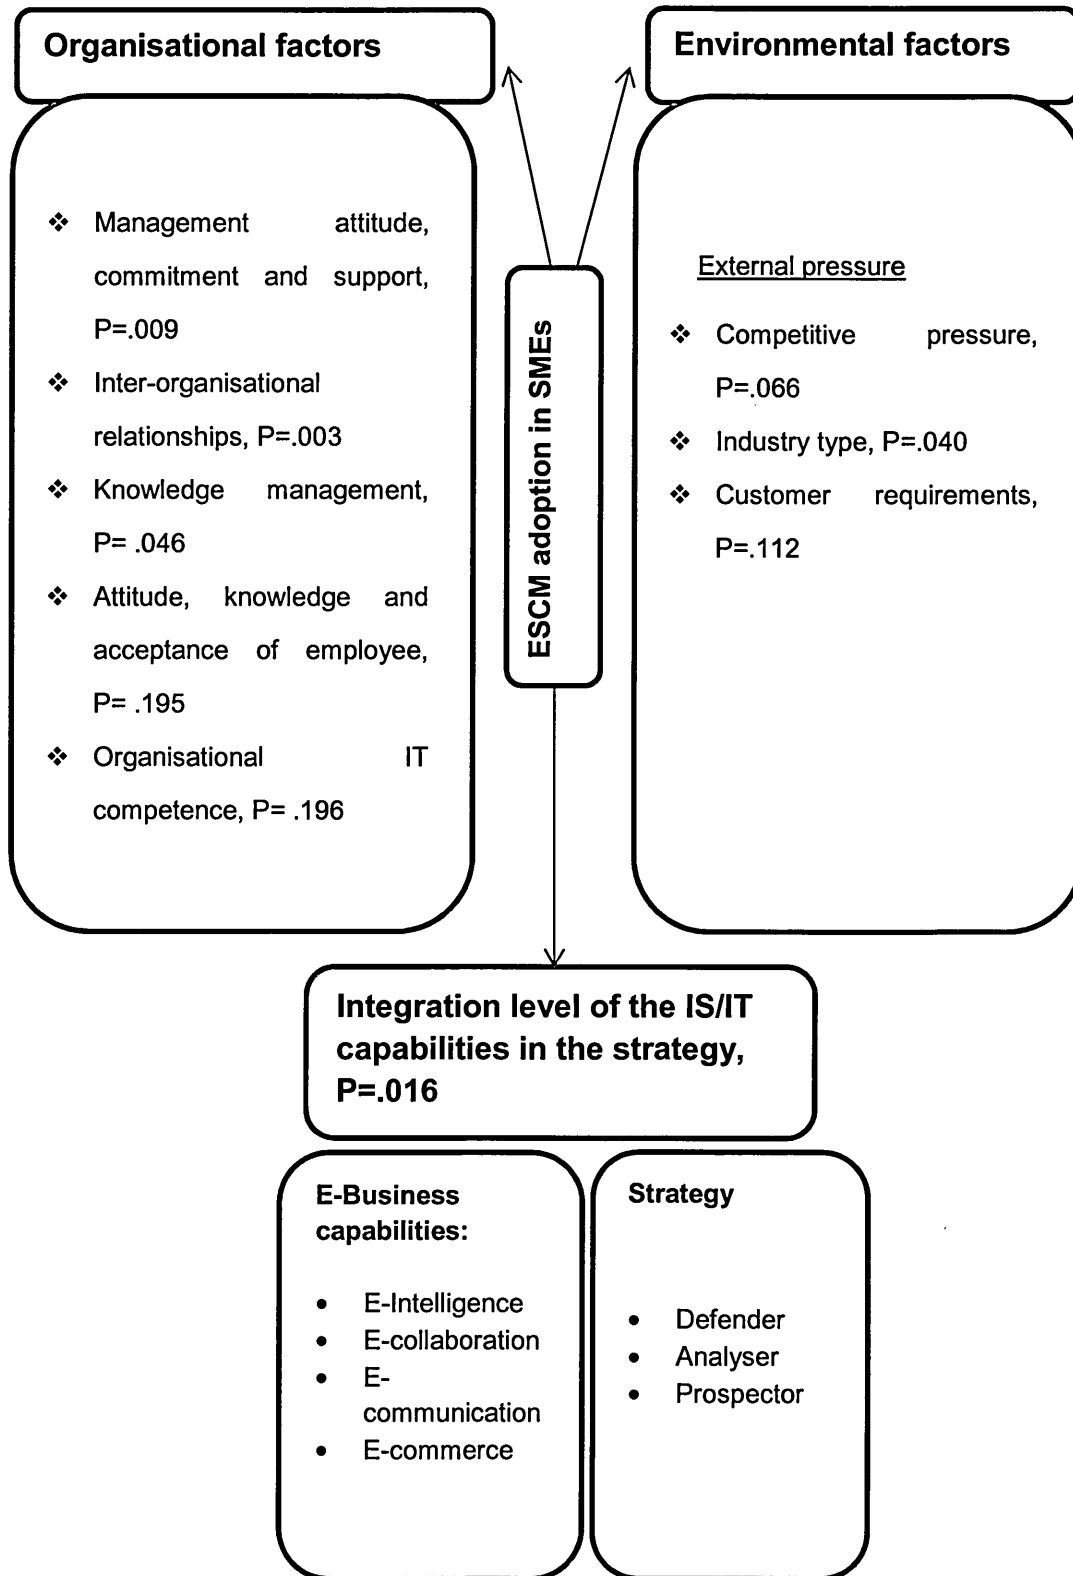 Organisational factors
❖ Management attitude,
commitment and support,
P=.009
❖ Inter-organisational
relationships, P=.003
❖ Knowledge management,
P= .046
❖ Attitude, knowledge and
acceptance of employee,
P= .195
❖ Organisational IT
competence, P= .196
ESCM adoption in SMEs
Environmental factors
External pressure
❖ Competitive pressure,
P=.066
❖ Industry type, P=.040
❖ Customer requirements,
P=.112
Integration level of the IS/IT
capabilities in the strategy,
P=.016
E-Business
capabilities:
• E-Intelligence
• E-collaboration
• E-
communication
• E-commerce
Strategy
• Defender
• Analyser
• Prospector